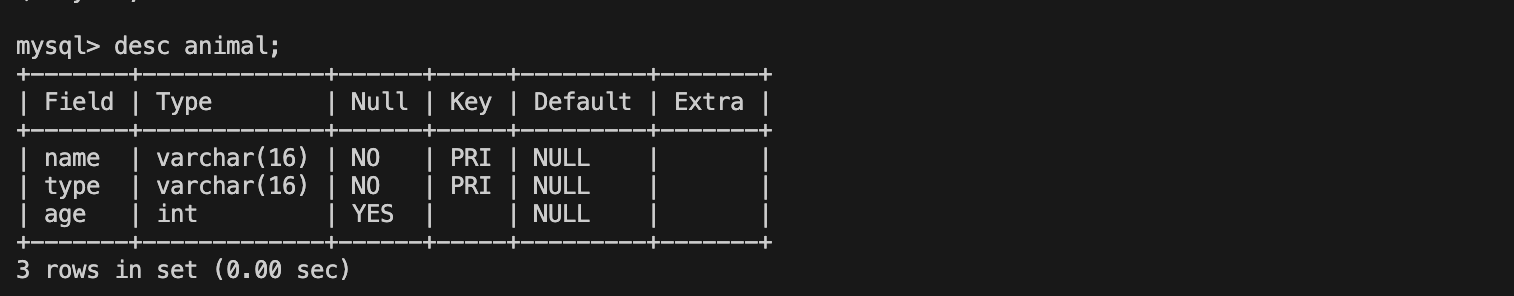 mysql> desc animal;
+-------+-------------+------+-----+---------+-------+
| Field | Type        | Null | Key | Default | Extra |
+-------+-------------+------+-----+---------+-------+
| name  | varchar(16) | NO   | PRI | NULL    |       |
| type  | varchar(16) | NO   | PRI | NULL    |       |
| age   | int         | YES  |     | NULL    |       |
+-------+-------------+------+-----+---------+-------+
3 rows in set (0.00 sec)